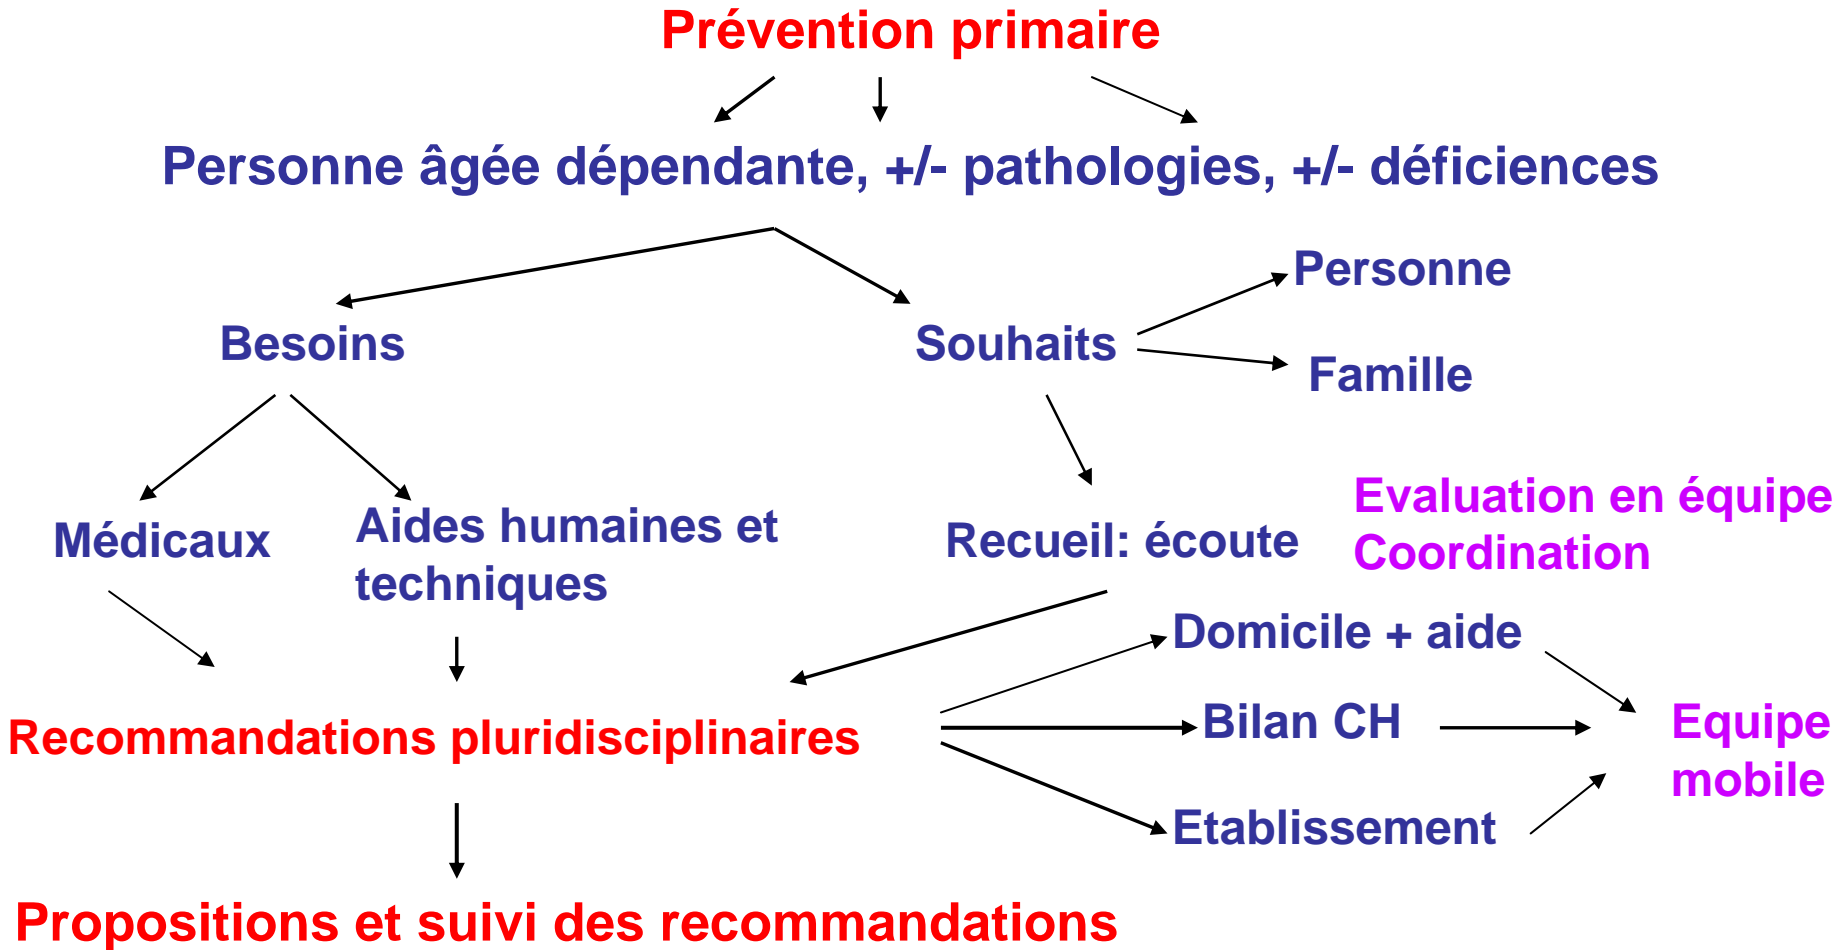 Prévention primaire
Personne âgée dépendante, +/- pathologies, +/- déficiences
Personne
Besoins
Souhaits
Famille
Médicaux
Aides humaines et
techniques
Recueil: écoute
Evaluation en équipe
Coordination
Domicile + aide
Recommandations pluridisciplinaires
Bilan CH
Equipe
mobile
Etablissement
Propositions et suivi des recommandations